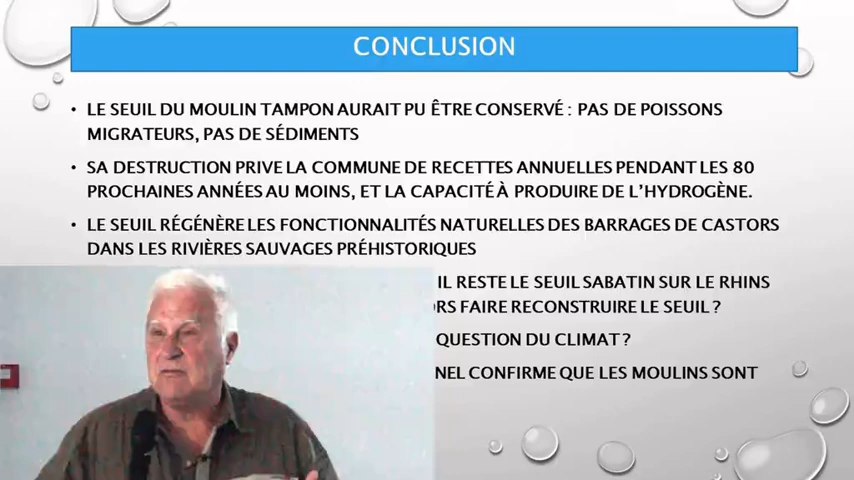 CONCLUSION
• LE SEUIL DU MOULIN TAMPON AURAIT PU ÊTRE CONSERVÉ : PAS DE POISSONS
MIGRATEURS, PAS DE SÉDIMENTS
• SA DESTRUCTION PRIVE LA COMMUNE DE RECETTES ANNUELLES PENDANT LES 80
PROCHAINES ANNÉES AU MOINS, ET LA CAPACITÉ À PRODUIRE DE L'HYDROGÈNE.
• LE SEUIL RÉGÉNÈRE LES FONCTIONNALITÉS NATURELLES DES BARRAGES DE CASTORS
DANS LES RIVIÈRES SAUVAGES PRÉHISTORIQUES
IL RESTE LE SEUIL SABATIN SUR LE RHINS
FAIRE RECONSTRUIRE LE SEUIL ?
QUESTION DU CLIMAT ?
CONFIRME QUE LES MOULINS SONT